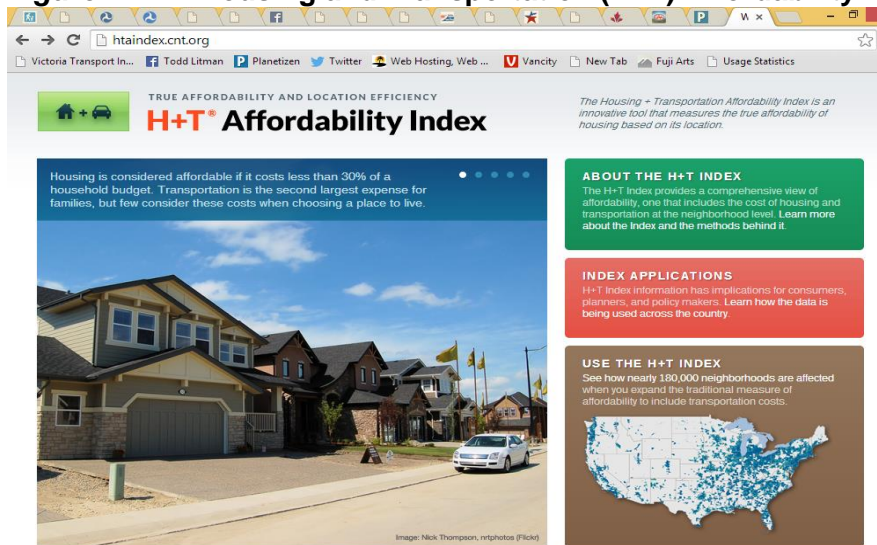 Housing and Transportation (H+T) Affordability
htaindex.cnt.org
Victoria Transport In... Todd Litman Planetizen Twitter Web Hosting, Web ... Vancity New Tab Fuji Arts Usage Statistics
TRUE AFFORDABILITY AND LOCATION EFFICIENCY
H+T® Affordability Index
The Housing + Transportation Affordability Index is an
innovative tool that measures the true affordability of
housing based on its location.
Housing is considered affordable if it costs less than 30% of a
household budget. Transportation is the second largest expense for
families, but few consider these costs when choosing a place to live.
ABOUT THE H+T INDEX
The H+T Index provides a comprehensive view of
affordability, one that includes the cost of housing and
transportation at the neighborhood level. Learn more
about the Index and the methods behind it.
INDEX APPLICATIONS
H+T Index information has implications for consumers,
planners, and policy makers. Learn how the data is
being used across the country.
USE THE H+T INDEX
See how nearly 180,000 neighborhoods are affected
when you expand the traditional measure of
affordability to include transportation costs.
Image: Nick Thompson, nrtphotos (Flickr)